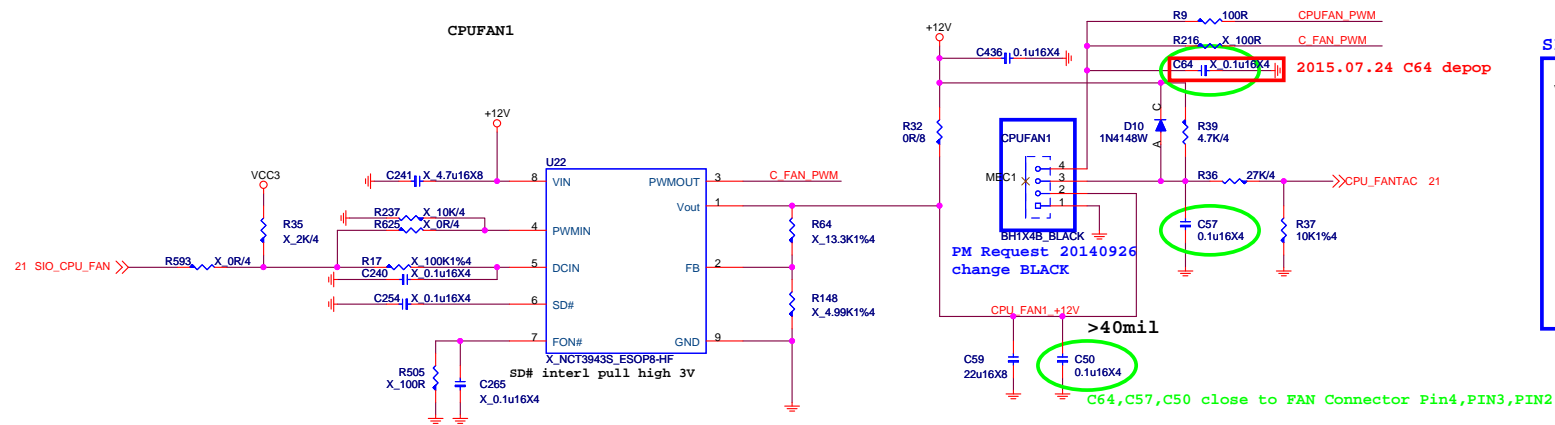 CPUFAN1
+12V
C436
0.1u16X4
R9
100R
CPUFAN_PWM
R216
X_100R
C_FAN_PWM
C64
X_0.1u16X4
2015.07.24 C64 depop
R32
0R/8
CPUFAN1
MEC1
4
3
2
1
BH1X4B_BLACK
PM Request 20140926
change BLACK
D10
1N4148W
C
A
R39
4.7K/4
R36
27K/4
CPU_FANTAC 21
C57
0.1u16X4
R37
10K1%4
+12V
VCC3
R35
X_2K/4
C241
X_4.7u16X8
R237
X_10K/4
R625
X_0R/4
21 SIO_CPU_FAN
R593
X_0R/4
R17
X_100K1%4
C240
X_0.1u16X4
C254
X_0.1u16X4
R505
X_100R
C265
X_0.1u16X4
U22
8
VIN
4
PWMIN
5
DCIN
6
SD#
7
FON#
PWMOUT
3
Vout
1
FB
2
GND
9
X_NCT3943S_ESOP8-HF
SD# interl pull high 3V
C_FAN_PWM
R64
X_13.3K1%4
R148
X_4.99K1%4
CPU_FAN1_+12V
>40mil
C59
22u16X8
C50
0.1u16X4
C64,C57,C50 close to FAN Connector Pin4,PIN3,PIN2